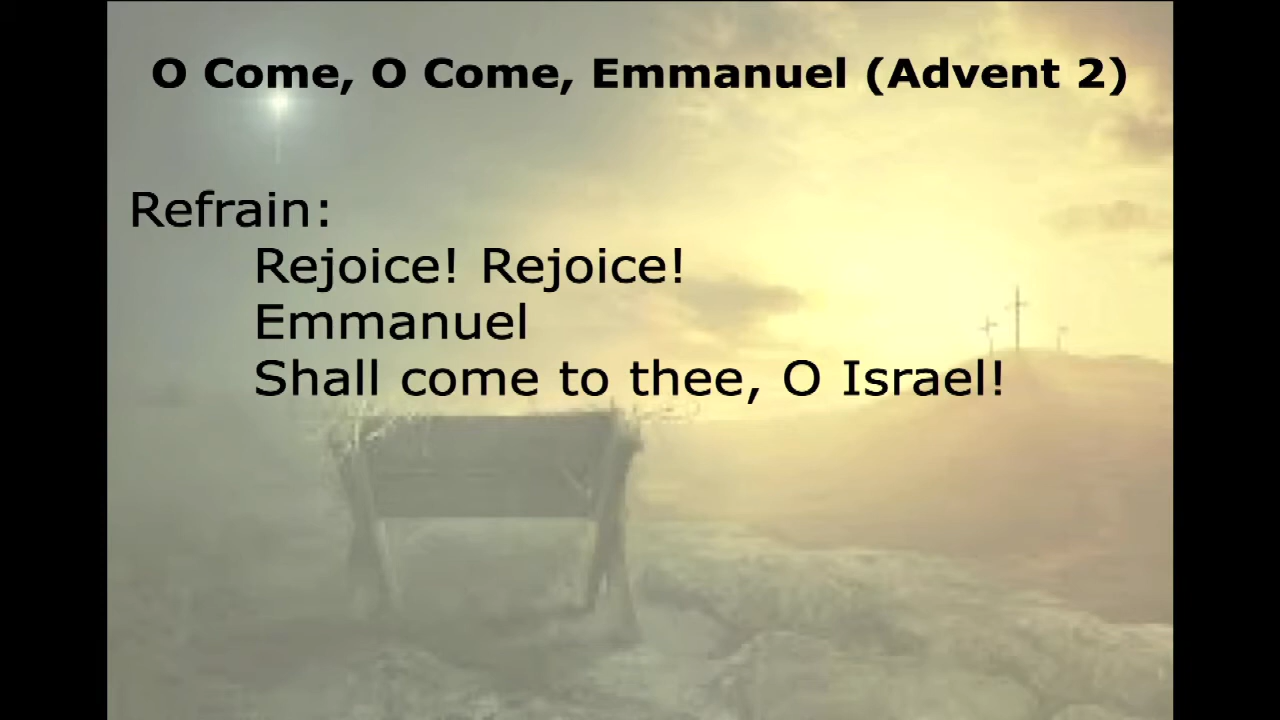 O Come, O Come, Emmanuel (Advent 2)
Refrain:
Rejoice! Rejoice!
Emmanuel
Shall come to thee, O Israel!